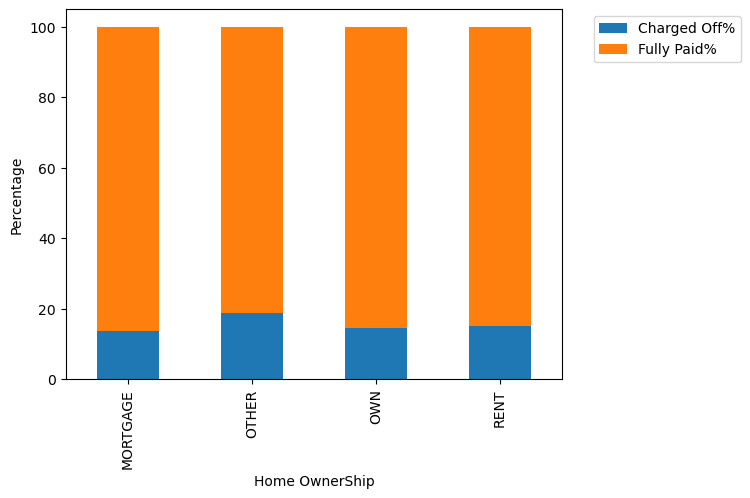 100
80
60
40
20
0
Percentage
MORTGAGE
OTHER
OWN
RENT
Home OwnerShip
Charged Off%
Fully Paid%